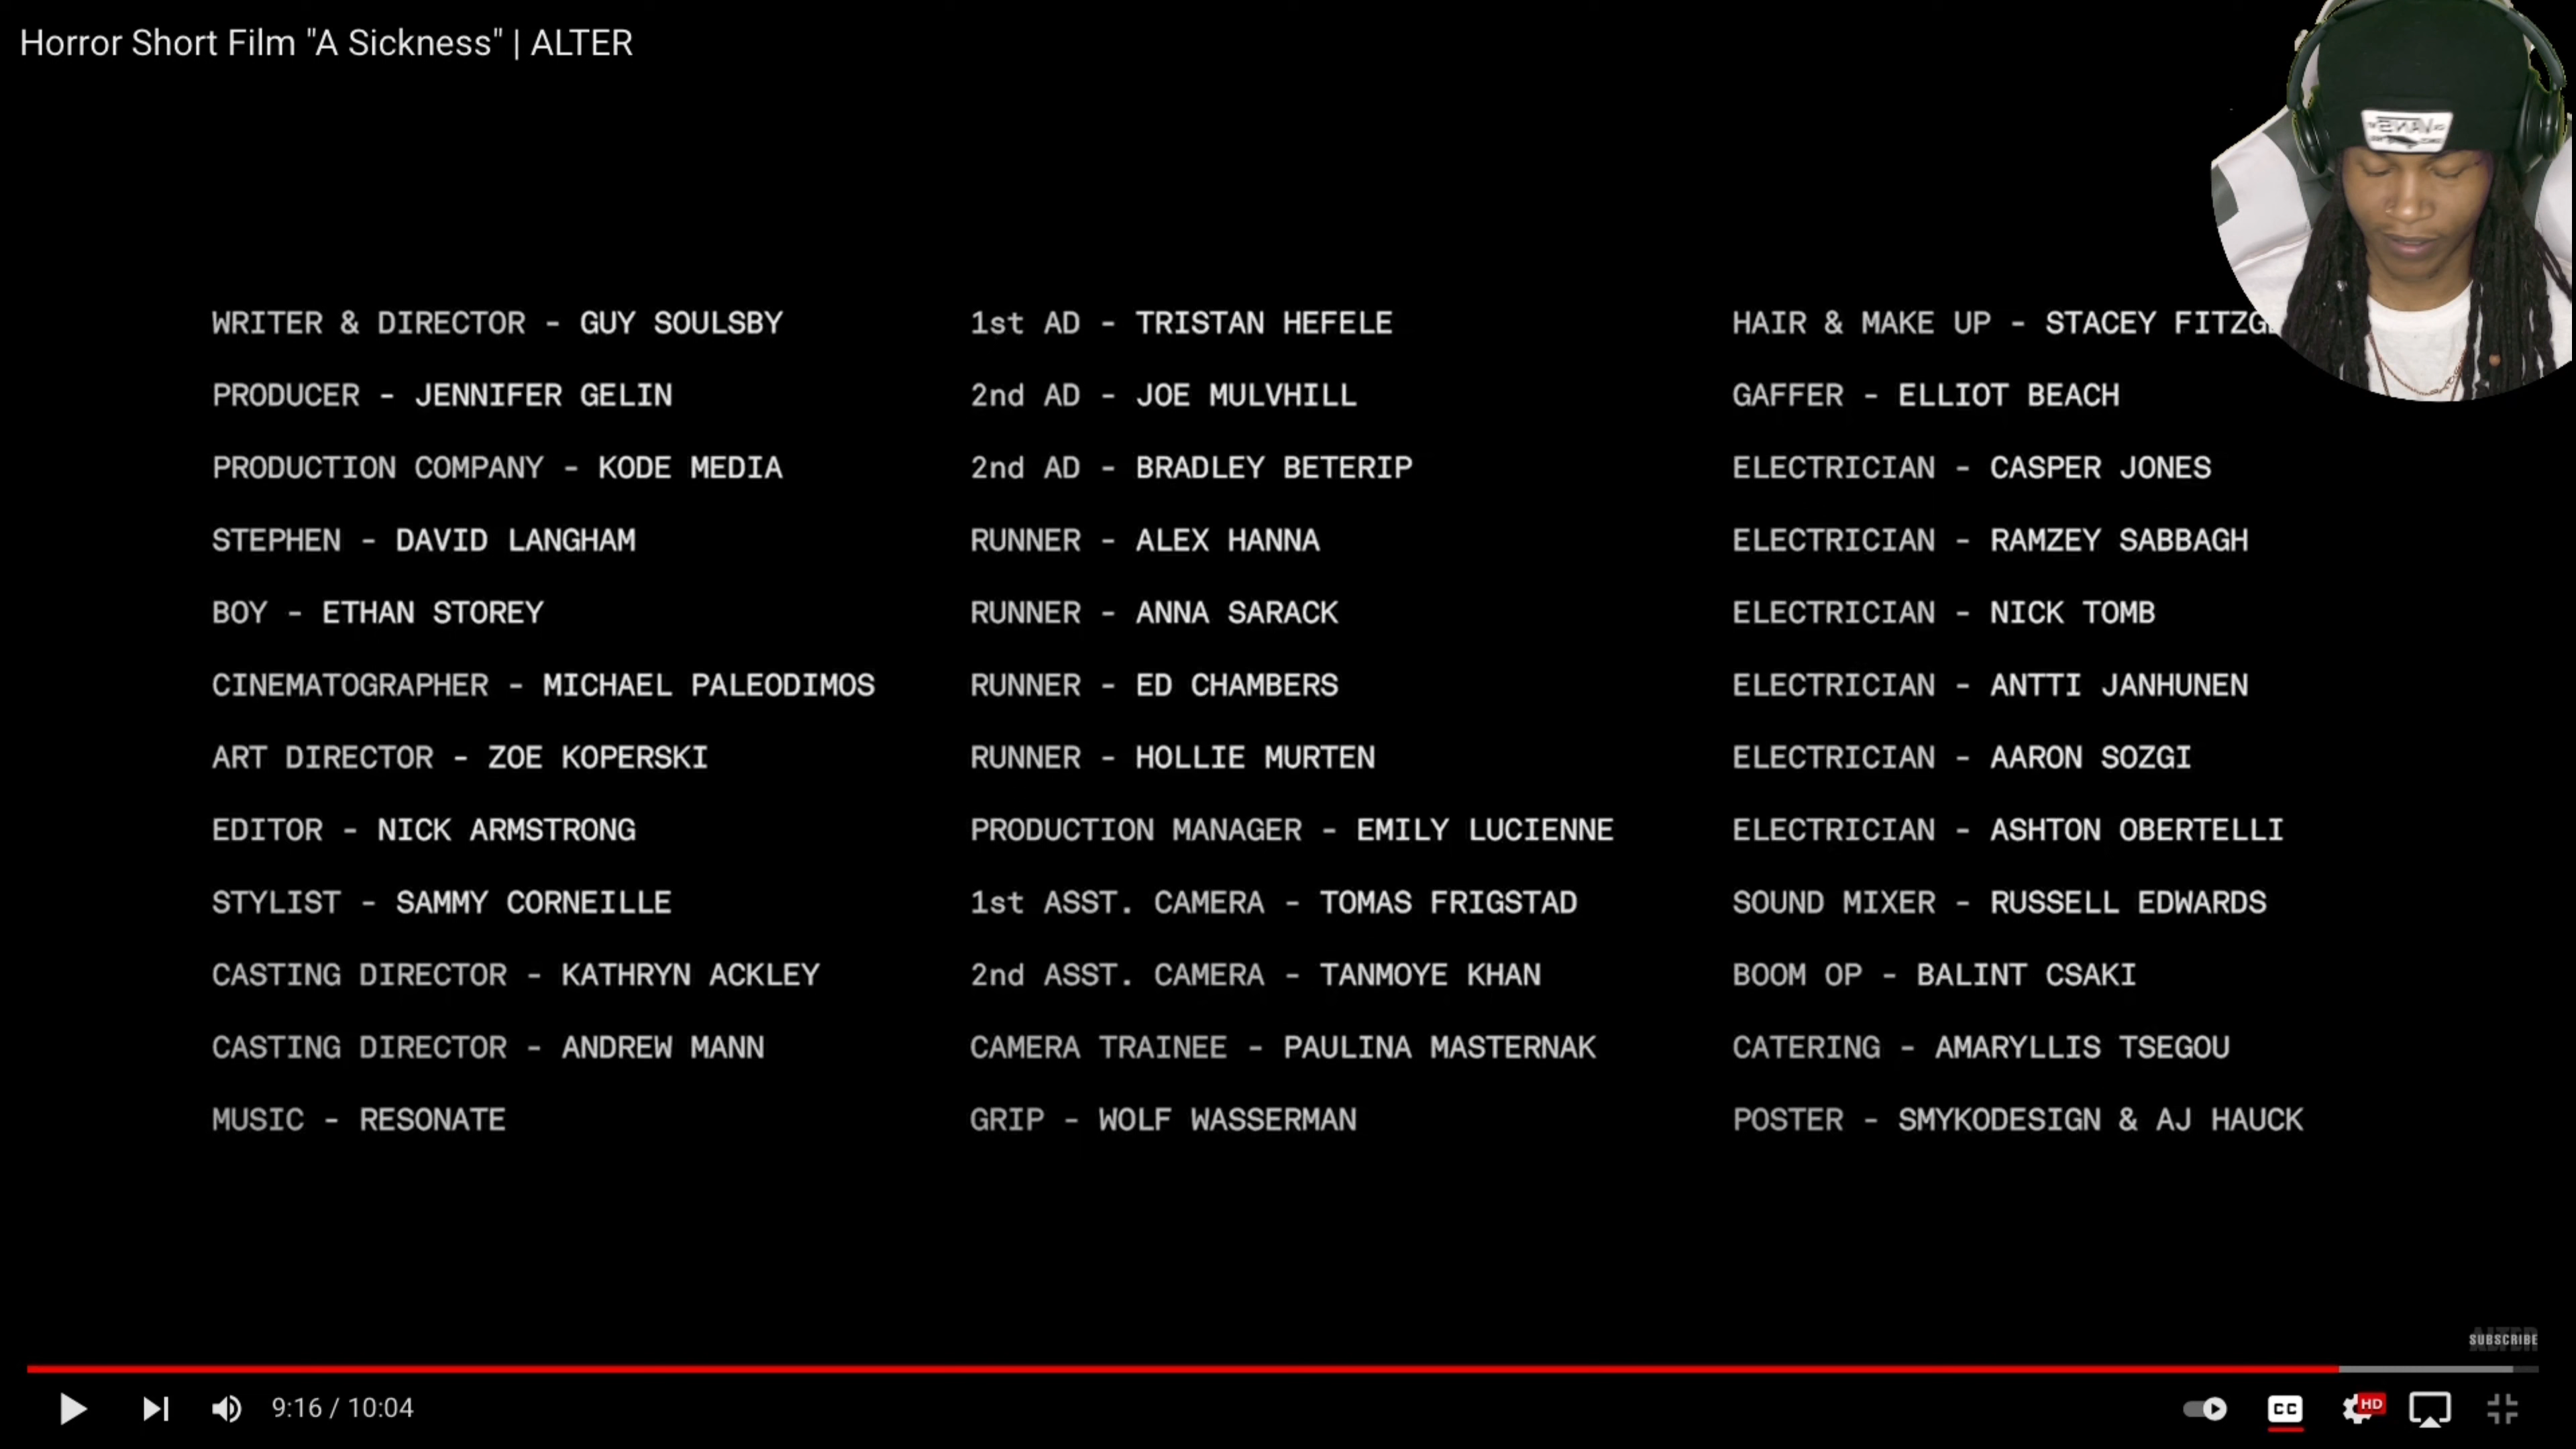 Horror Short Film "A Sickness" | ALTER
WRITER & DIRECTOR - GUY SOULSBY
PRODUCER - JENNIFER GELIN
PRODUCTION COMPANY - KODE MEDIA
STEPHEN - DAVID LANGHAM
BOY - ETHAN STOREY
CINEMATOGRAPHER - MICHAEL PALEODIMOS
ART DIRECTOR - ZOE KOPERSKI
EDITOR - NICK ARMSTRONG
STYLIST - SAMMY CORNEILLE
CASTING DIRECTOR - KATHRYN ACKLEY
CASTING DIRECTOR - ANDREW MANN
MUSIC - RESONATE
1st AD - TRISTAN HEFELE
2nd AD - JOE MULVHILL
2nd AD - BRADLEY BETERIP
RUNNER - ALEX HANNA
RUNNER - ANNA SARACK
RUNNER - ED CHAMBERS
RUNNER - HOLLIE MURTEN
PRODUCTION MANAGER - EMILY LUCIENNE
1st ASST. CAMERA - TOMAS FRIGSTAD
2nd ASST. CAMERA - TANMOYE KHAN
CAMERA TRAINEE - PAULINA MASTERNAK
GRIP - WOLF WASSERMAN
HAIR & MAKE UP - STACEY
GAFFER - ELLIOT BEACH
ELECTRICIAN - CASPER JONES
ELECTRICIAN - RAMZEY SABBAGH
ELECTRICIAN - NICK TOMB
ELECTRICIAN - ANTTI JANHUNEN
ELECTRICIAN - AARON SOZGI
ELECTRICIAN - ASHTON OBERTELLI
SOUND MIXER - RUSSELL EDWARDS
BOOM OP - BALINT CSAKI
CATERING - AMARYLLIS TSEGOU
POSTER - SMYKODESIGN & AJ HAUCK
SUBSCRIBE
9:16 / 10:04
CC
HD